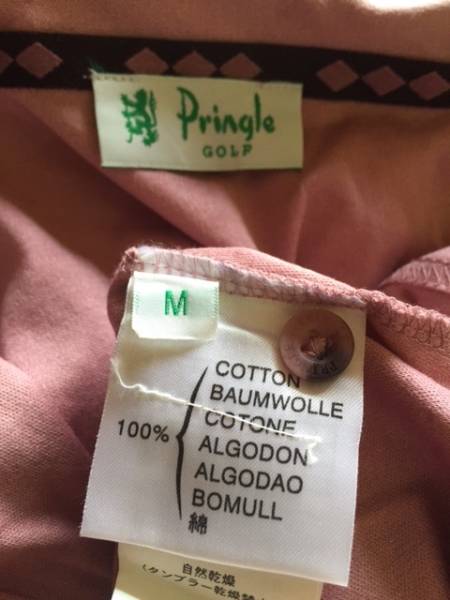 Pringle
GOLF
M
COTTON
BAUMWOLLE
COTONE
100%
ALGODON
ALGODAO
BOMULL
綿
自然乾燥